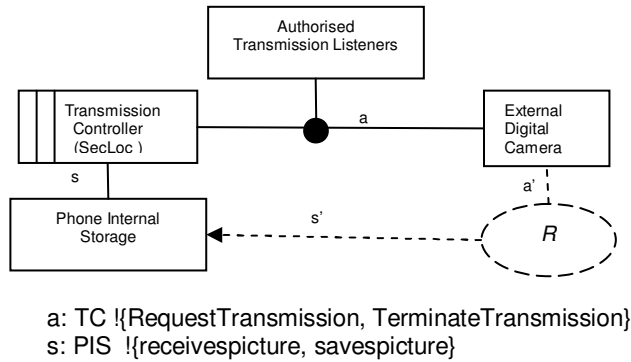 Authorised
Transmission Listeners
Transmission
Controller
(SecLoc )
a
External
Digital
Camera
s
a'
Phone Internal
Storage
s'
R
a: TC !{RequestTransmission, TerminateTransmission}
s: PIS !{receivespicture, savespicture}